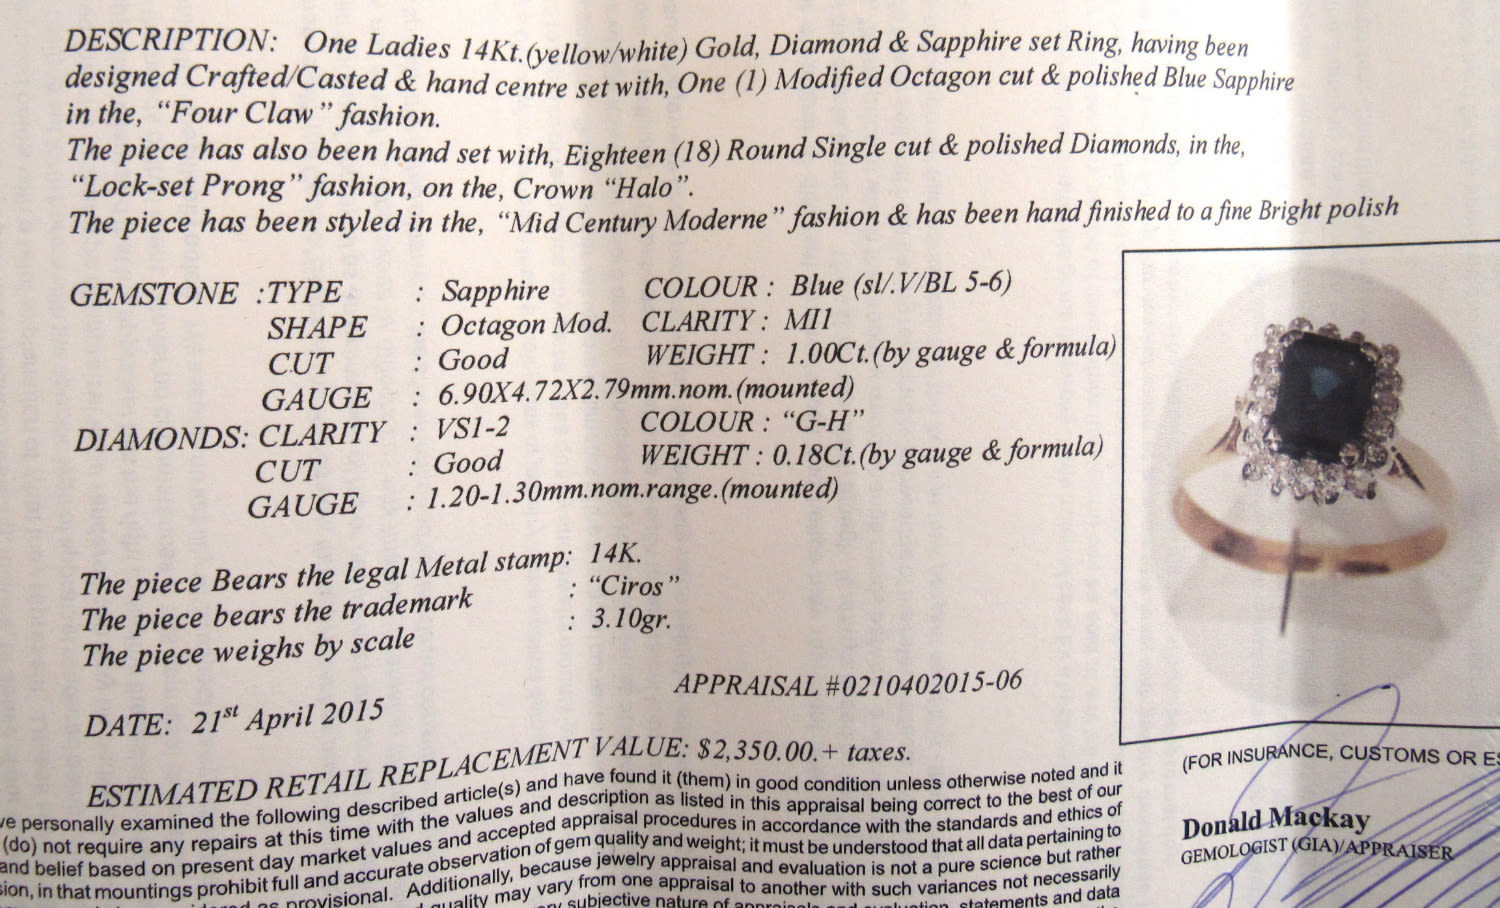 DESCRIPTION: One Ladies 14Kt.(yellow/white) Gold, Diamond & Sapphire set Ring, having been
designed Crafted/Casted & hand centre set with, One (1) Modified Octagon cut & polished Blue Sapphire
in the, "Four Claw" fashion.
The piece has also been hand set with, Eighteen (18) Round Single cut & polished Diamonds, in the,
"Lock-set Prong" fashion, on the, Crown "Halo".
The piece has been styled in the, "Mid Century Moderne" fashion & has been hand finished to a fine Bright polish
GEMSTONE :TYPE : Sapphire COLOUR : Blue (sl/.V/BL 5-6)
SHAPE : Octagon Mod. CLARITY : MI1
CUT : Good WEIGHT : 1.00Ct.(by gauge & formula)
GAUGE : 6.90X4.72X2.79mm.nom.(mounted)
DIAMONDS: CLARITY : VS1-2 COLOUR : "G-H"
CUT : Good WEIGHT : 0.18Ct.(by gauge & formula)
GAUGE : 1.20-1.30mm.nom.range.(mounted)
The piece Bears the legal Metal stamp: 14K.
The piece bears the trademark : "Ciros"
The piece weighs by scale : 3.10gr.
APPRAISAL #0210402015-06
DATE: 21st April 2015
ESTIMATED RETAIL REPLACEMENT VALUE: $2,350.00.+ taxes.
(FOR INSURANCE, CUSTOMS OR ES
ve personally examined the following described article(s) and have found it (them) in good condition unless otherwise noted and it
(do) not require any repairs at this time with the values and description as listed in this appraisal being correct to the best of our
and belief based on present day market values and accepted appraisal procedures in accordance with the standards and ethics of
ion, in that mountings prohibit full and accurate observation of gem quality and weight; it must be understood that all data pertaining to
as provisional. Additionally, because jewelry appraisal and evaluation is not a pure science but rather
quality may vary from one appraisal to another with such variances not necessarily
subjective nature of appraisals and evaluation, statements and data
Donald Mackay
GEMOLOGIST (GIA)/APPRAISER